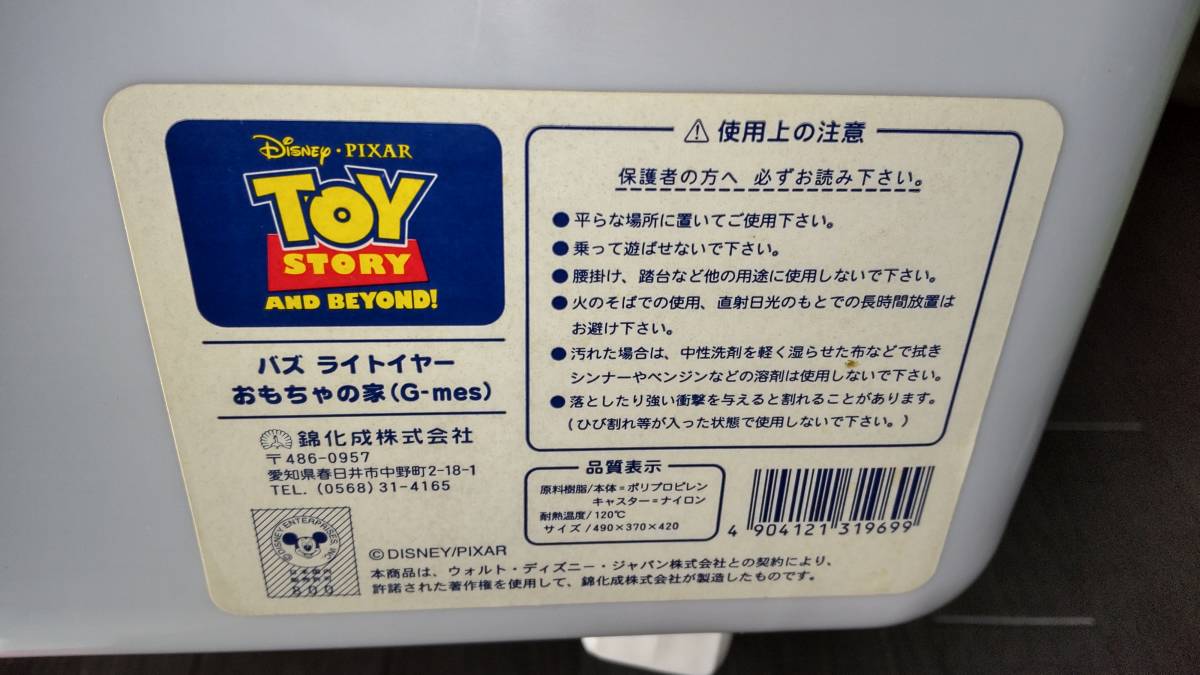 DISNEY・PIXAR
TOY
STORY
AND BEYOND!
バズ ライトイヤー
おもちゃの家(G-mes)
錦化成株式会社
〒486-0957
愛知県春日井市中野町2-18-1
TEL. (0568) 31-4165
© DISNEY ENTERPRISES, INC.
©DISNEY/PIXAR
本商品は、ウォルト・ディズニー・ジャパン株式会社との契約により、
許諾された著作権を使用して、錦化成株式会社が製造したものです。
⚠ 使用上の注意
保護者の方へ 必ずお読み下さい。
●平らな場所に置いてご使用下さい。
●乗って遊ばせないで下さい。
●腰掛け、踏台など他の用途に使用しないで下さい。
●火のそばでの使用、直射日光のもとでの長時間放置は
お避け下さい。
●汚れた場合は、中性洗剤を軽く湿らせた布などで拭き
シンナーやベンジンなどの溶剤は使用しないで下さい。
●落としたり強い衝撃を与えると割れることがあります。
(ひび割れ等が入った状態で使用しないで下さい。)
品質表示
原料樹脂/本体=ポリプロピレン
キャスター=ナイロン
耐熱温度/120℃
サイズ/490×370×420
4 904121 319699